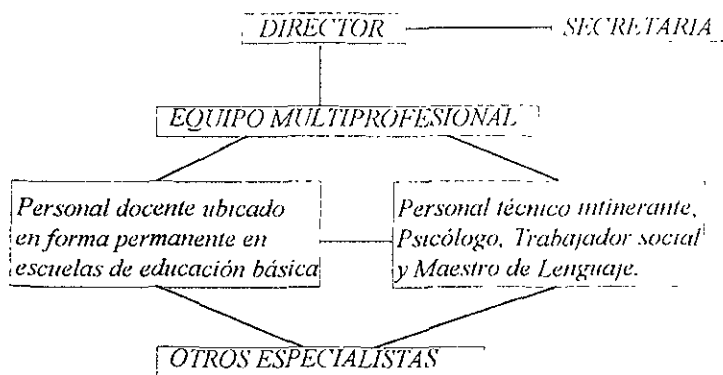 DIRECTOR
SECRETARIA
EQUIPO MULTIPROFESIONAL
Personal docente ubicado
en forma permanente en
escuelas de educación básica
Personal técnico intinerante,
Psicólogo, Trabajador social
y Maestro de Lenguaje.
OTROS ESPECIALISTAS